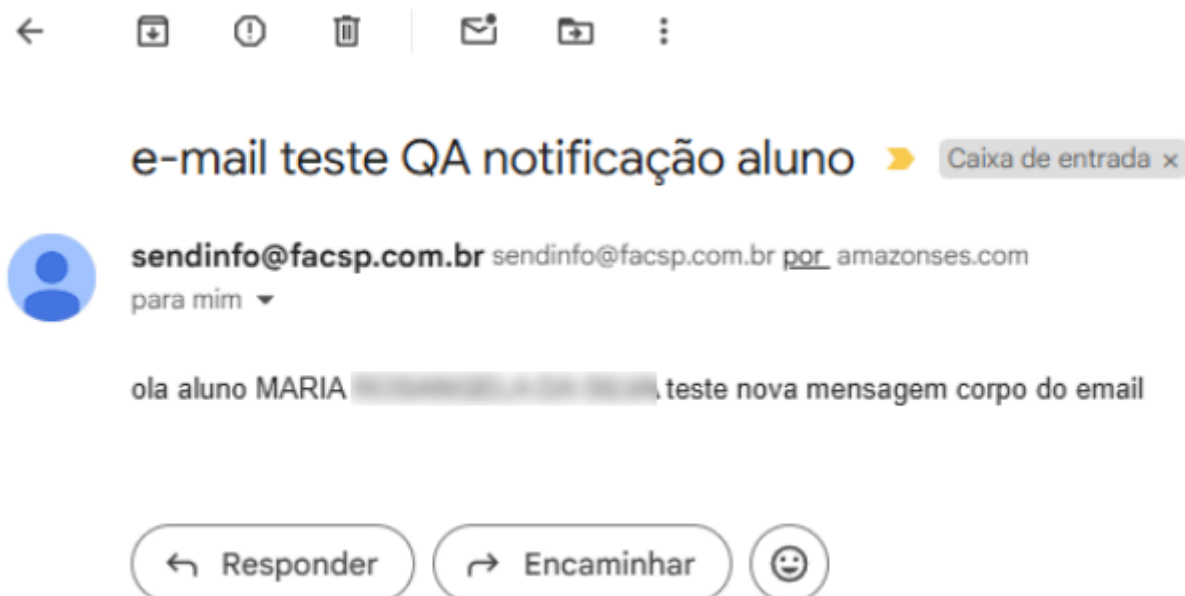 e-mail teste QA notificação aluno Caixa de entrada ×
sendinfo@facsp.com.br sendinfo@facsp.com.br por amazonses.com
para mim
ola aluno MARIA teste nova mensagem corpo do email
Responder Encaminhar